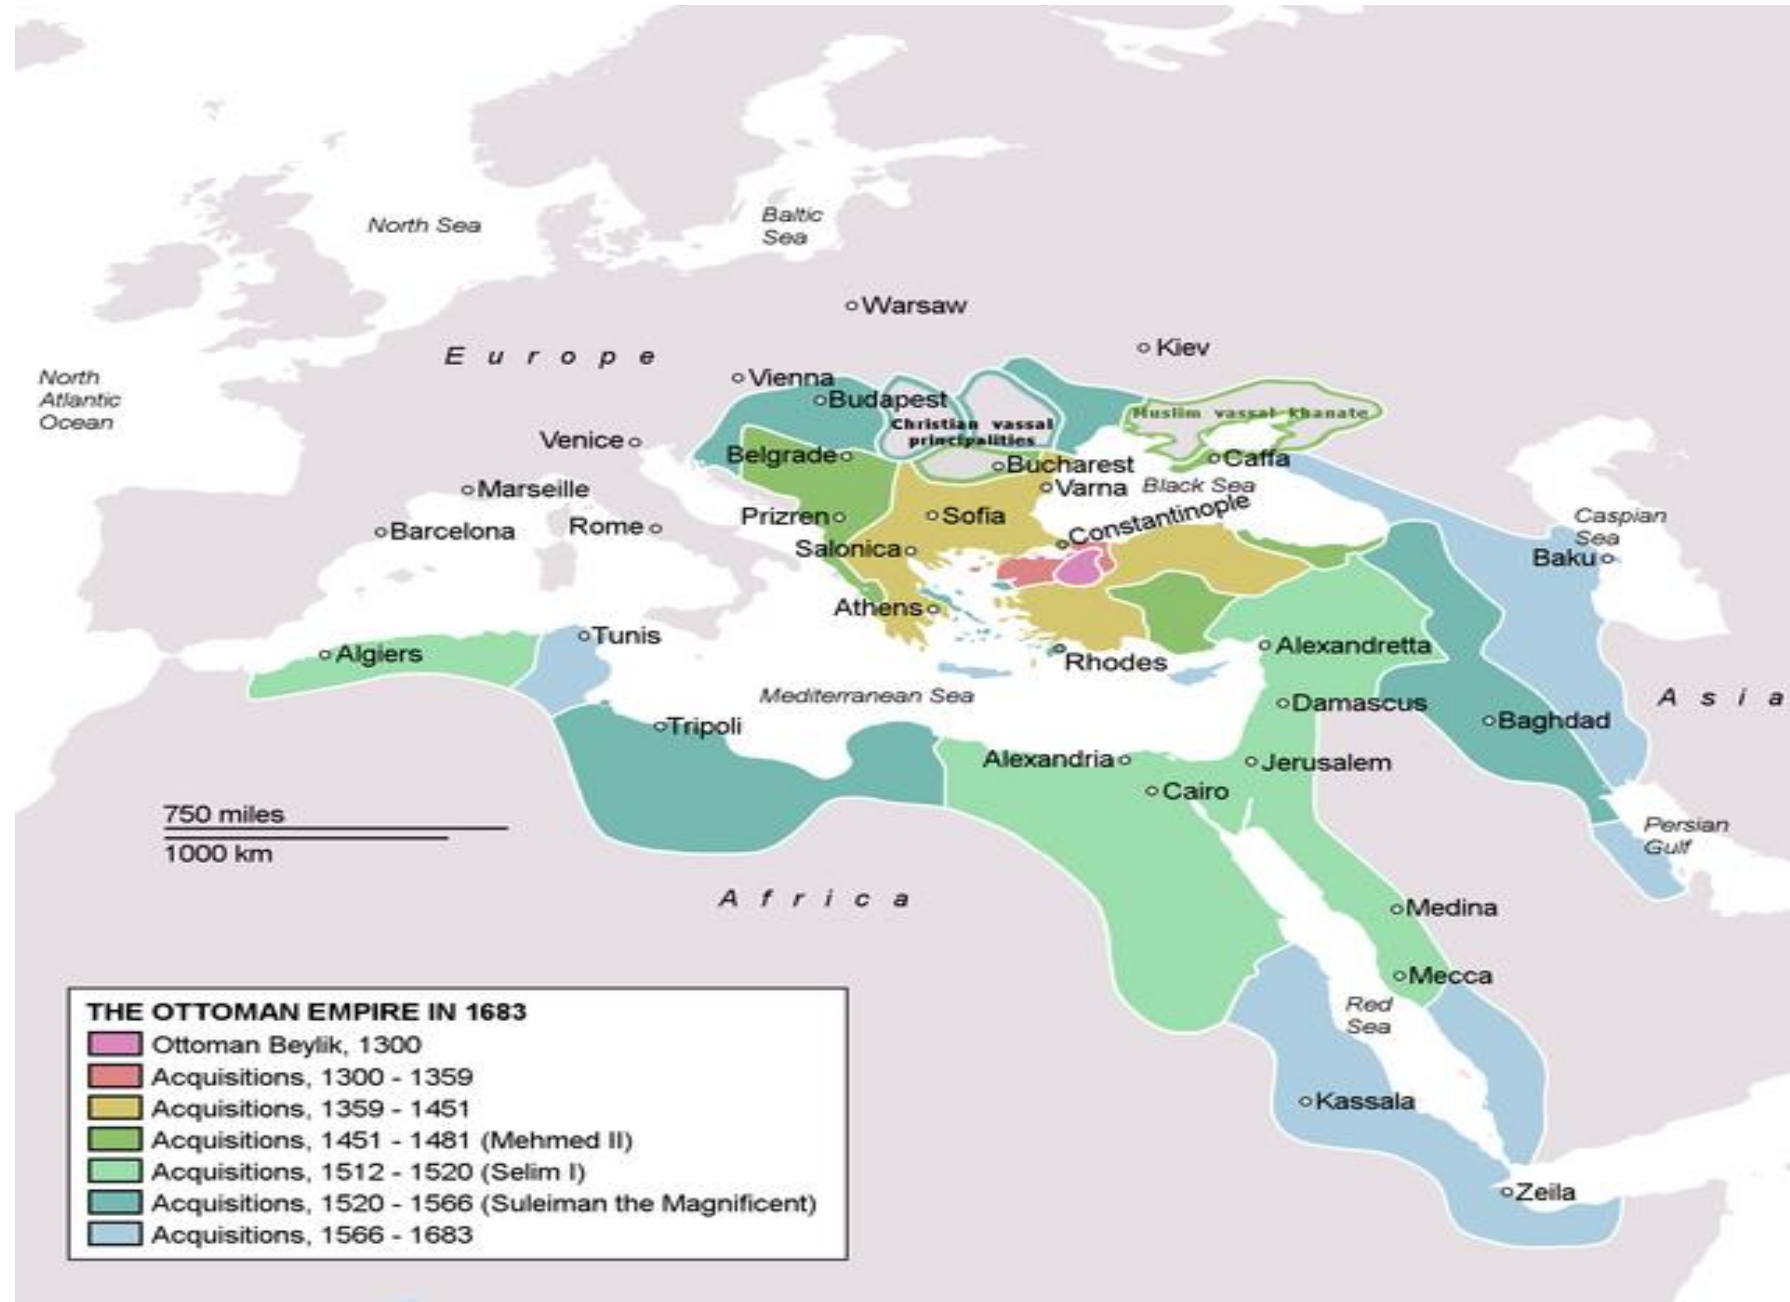 North Sea
Baltic
Sea
Warsaw
Kiev
E u r o p e
North
Atlantic
Ocean
Vienna
Budapest
Muslim vassal khanate
Christian vassal
principalities
Venice
Belgrade
Bucharest
Caffa
Marseille
Varna
Black Sea
Barcelona
Rome
Prizren
Sofia
Constantinople
Caspian
Sea
Salonica
Baku
Athens
Tunis
Algiers
Alexandretta
Rhodes
Mediterranean Sea
A s i a
Damascus
Tripoli
Baghdad
Alexandria
Jerusalem
Cairo
750 miles
1000 km
Persian
Gulf
A f r i c a
Medina
Mecca
Red
Sea
Kassala
Zeila
THE OTTOMAN EMPIRE IN 1683
Ottoman Beylik, 1300
Acquisitions, 1300 - 1359
Acquisitions, 1359 - 1451
Acquisitions, 1451 - 1481 (Mehmed II)
Acquisitions, 1512 - 1520 (Selim I)
Acquisitions, 1520 - 1566 (Suleiman the Magnificent)
Acquisitions, 1566 - 1683